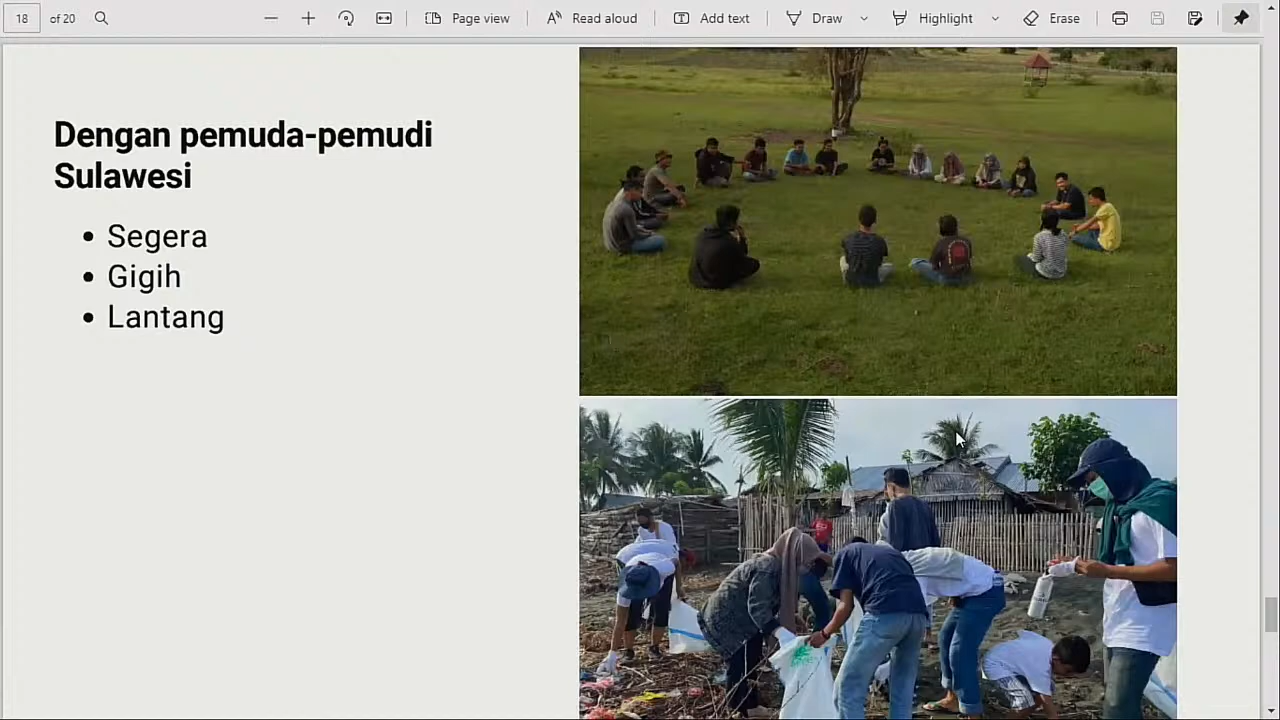 18 of 20 Page view Read aloud Add text Draw Highlight Erase
Dengan pemuda-pemudi
Sulawesi
• Segera
• Gigih
• Lantang